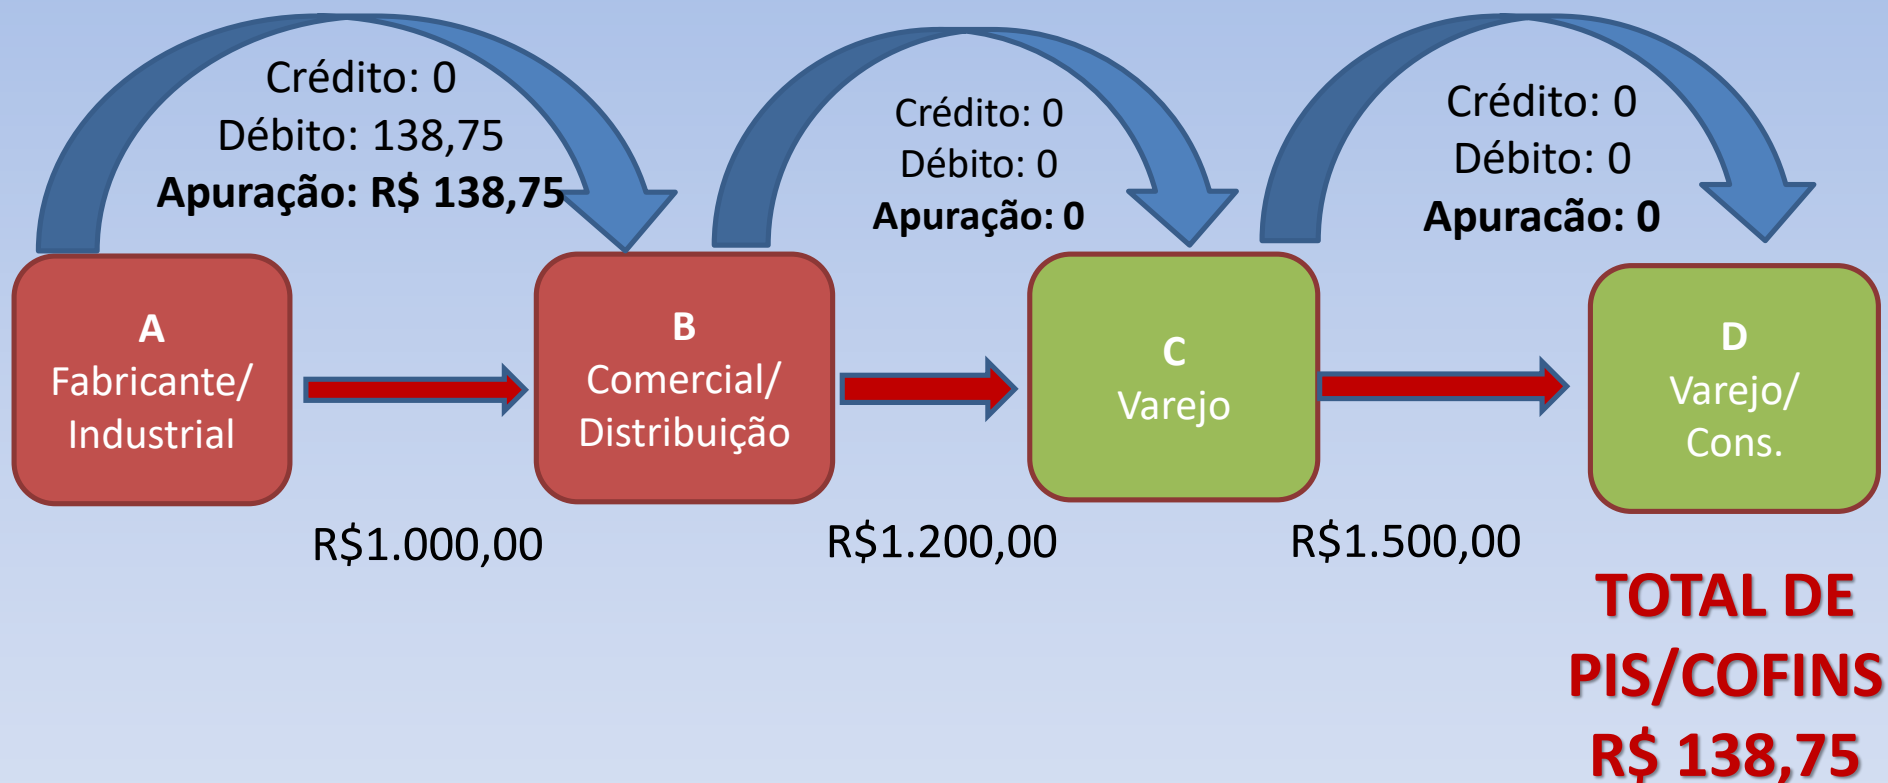 Crédito: 0
Débito: 138,75
Apuração: R$ 138,75
Crédito: 0
Débito: 0
Apuração: 0
Crédito: 0
Débito: 0
Apuracão: 0
A
Fabricante/
Industrial
B
Comercial/
Distribuição
C
Varejo
D
Varejo/
Cons.
R$1.000,00
R$1.200,00
R$1.500,00
TOTAL DE
PIS/COFINS
R$ 138,75